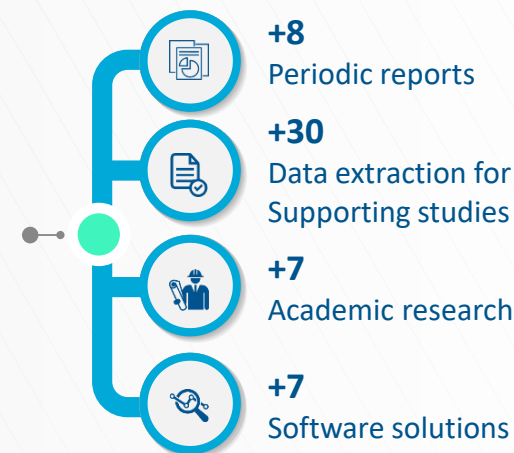 +8
Periodic reports
+30
Data extraction for
Supporting studies
+7
Academic research
+7
Software solutions